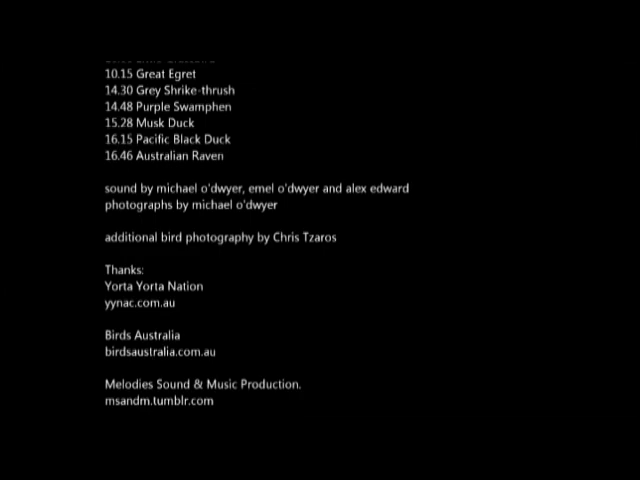 10.15 Great Egret
14.30 Grey Shrike-thrush
14.48 Purple Swamphen
15.28 Musk Duck
16.15 Pacific Black Duck
16.46 Australian Raven
sound by michael o'dwyer, emel o'dwyer and alex edward
photographs by michael o'dwyer
additional bird photography by Chris Tzaros
Thanks:
Yorta Yorta Nation
yynac.com.au
Birds Australia
birdsaustralia.com.au
Melodies Sound & Music Production.
msandm.tumblr.com